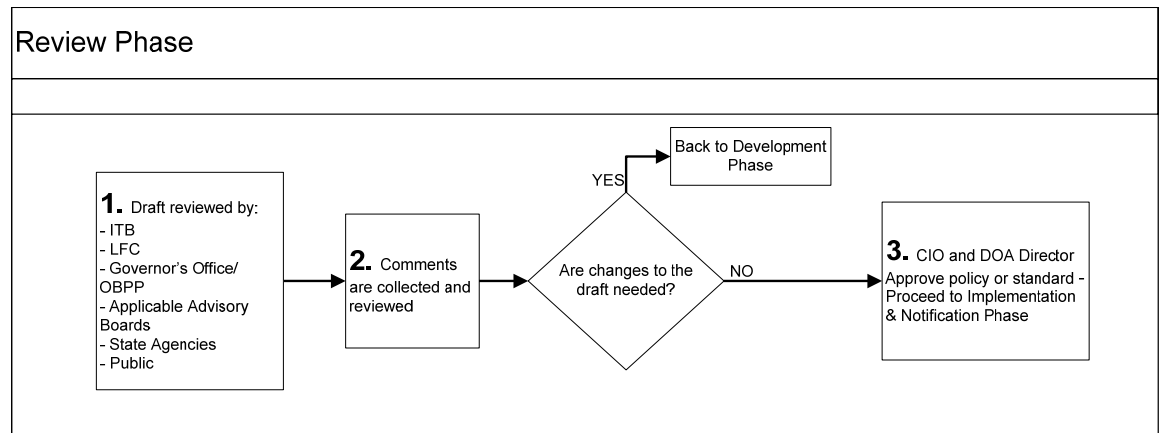 Review Phase
1. Draft reviewed by:
- ITB
- LFC
- Governor's Office/
OBPP
- Applicable Advisory
Boards
- State Agencies
- Public
2. Comments
are collected and
reviewed
Are changes to the
draft needed?
YES
Back to Development
Phase
NO
3. CIO and DOA Director
Approve policy or standard -
Proceed to Implementation
& Notification Phase